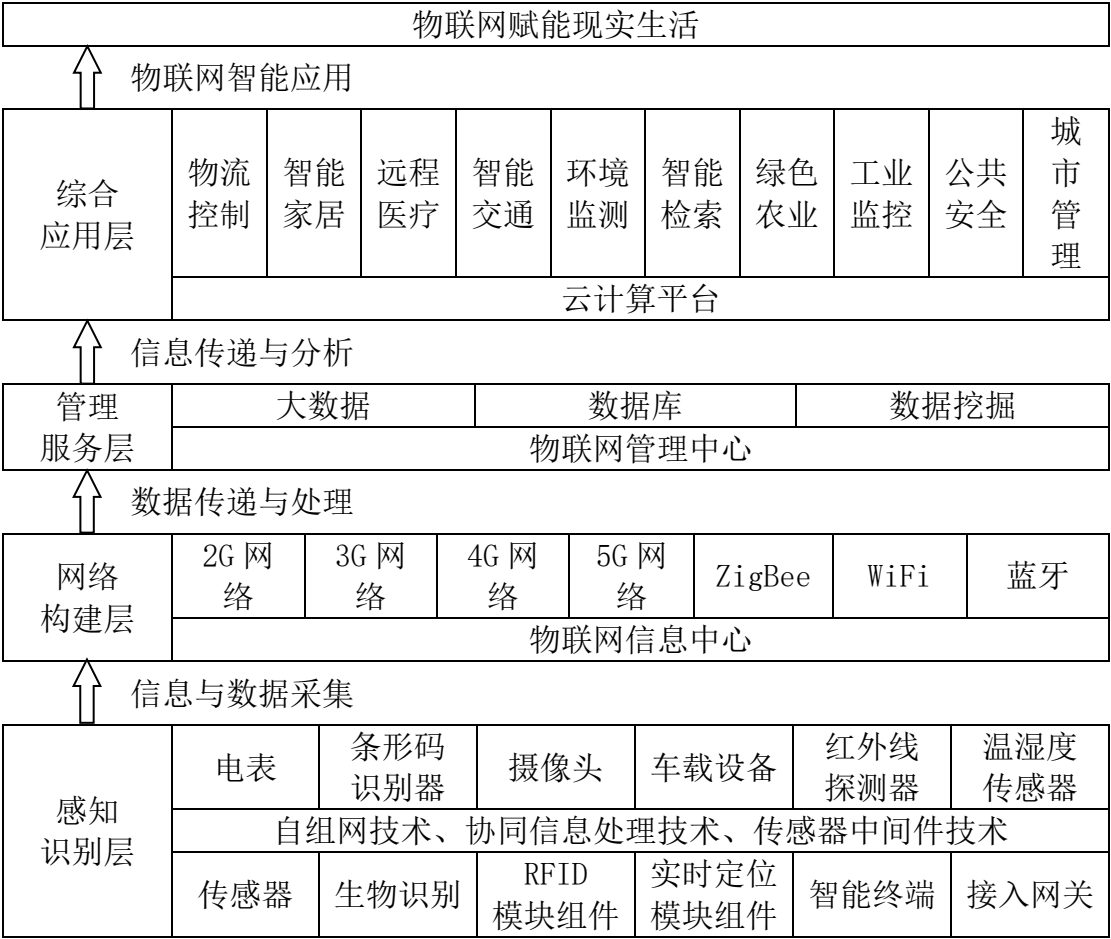 物联网赋能现实生活
物联网智能应用
综合
应用层
物流
控制
智能
家居
远程
医疗
智能
交通
环境
监测
智能
检索
绿色
农业
工业
监控
公共
安全
城
市
管
理
云计算平台
信息传递与分析
管理
服务层
大数据
数据库
数据挖掘
物联网管理中心
数据传递与处理
网络
构建层
2G 网
络
3G 网
络
4G 网
络
5G 网
络
ZigBee
WiFi
蓝牙
物联网信息中心
信息与数据采集
感知
识别层
电表
条形码
识别器
摄像头
车载设备
红外线
探测器
温湿度
传感器
自组网技术、协同信息处理技术、传感器中间件技术
传感器
生物识别
RFID
模块组件
实时定位
模块组件
智能终端
接入网关